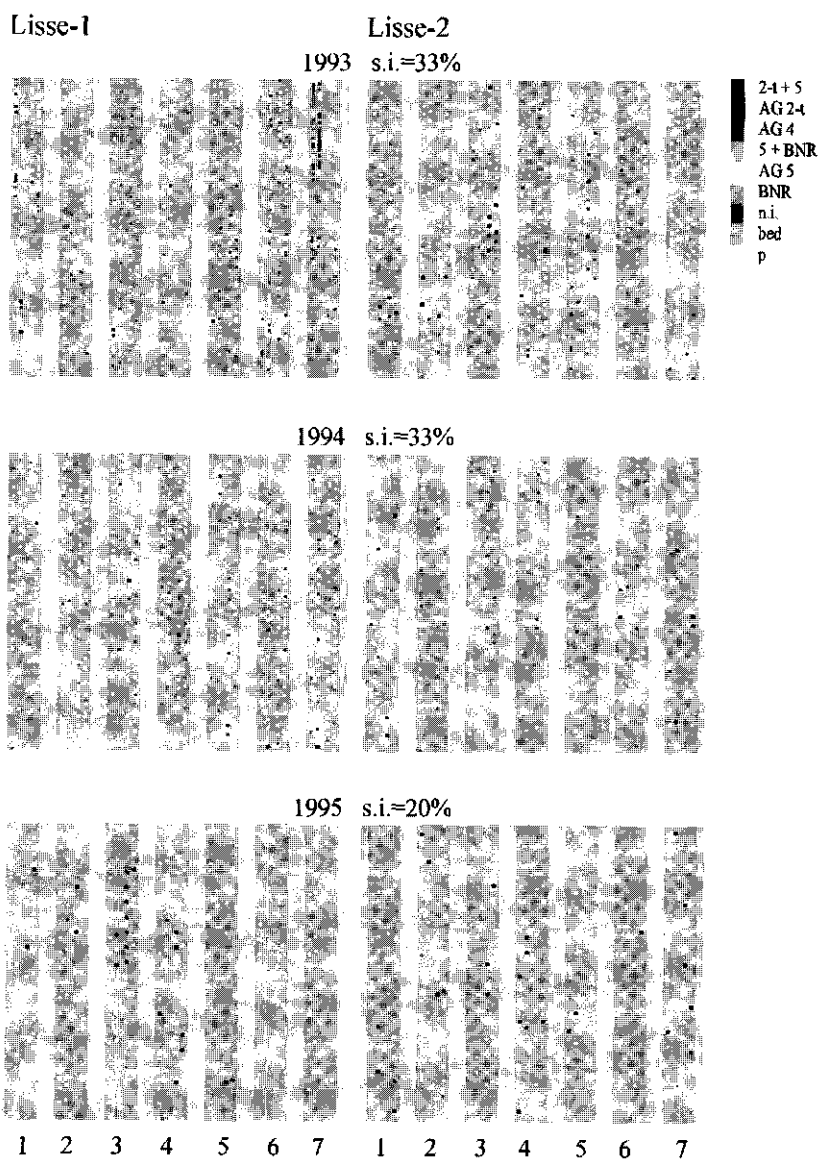 Lisse-1 Lisse-2
1993 s.i.=33%
2-t + 5
AG 2-t
AG 4
5 + BNR
AG 5
BNR
n.i.
bed
p
1994 s.i.=33%
1995 s.i.=20%
1 2 3 4 5 6 7 1 2 3 4 5 6 7